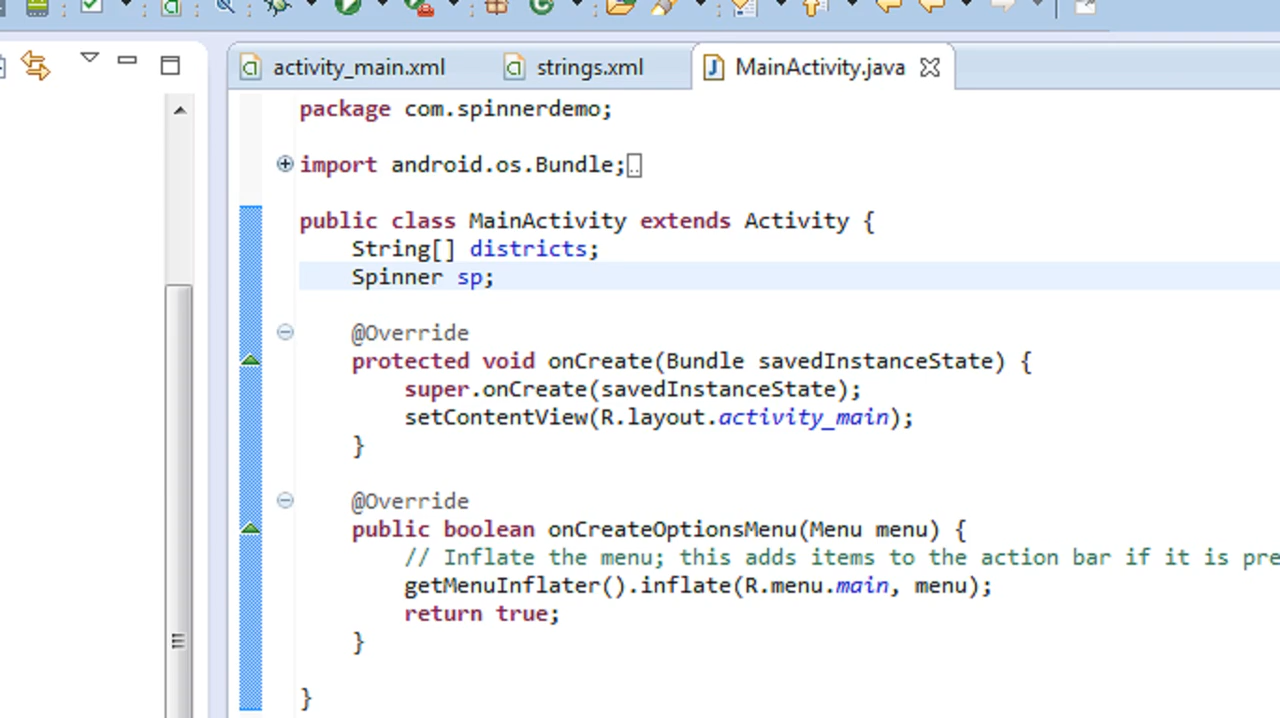 activity_main.xml strings.xml MainActivity.java
package com.spinnerdemo;
import android.os.Bundle;
public class MainActivity extends Activity {
String[] districts;
Spinner sp;
@Override
protected void onCreate(Bundle savedInstanceState) {
super.onCreate(savedInstanceState);
setContentView(R.layout.activity_main);
}
@Override
public boolean onCreateOptionsMenu(Menu menu) {
// Inflate the menu; this adds items to the action bar if it is pre
getMenuInflater().inflate(R.menu.main, menu);
return true;
}
}